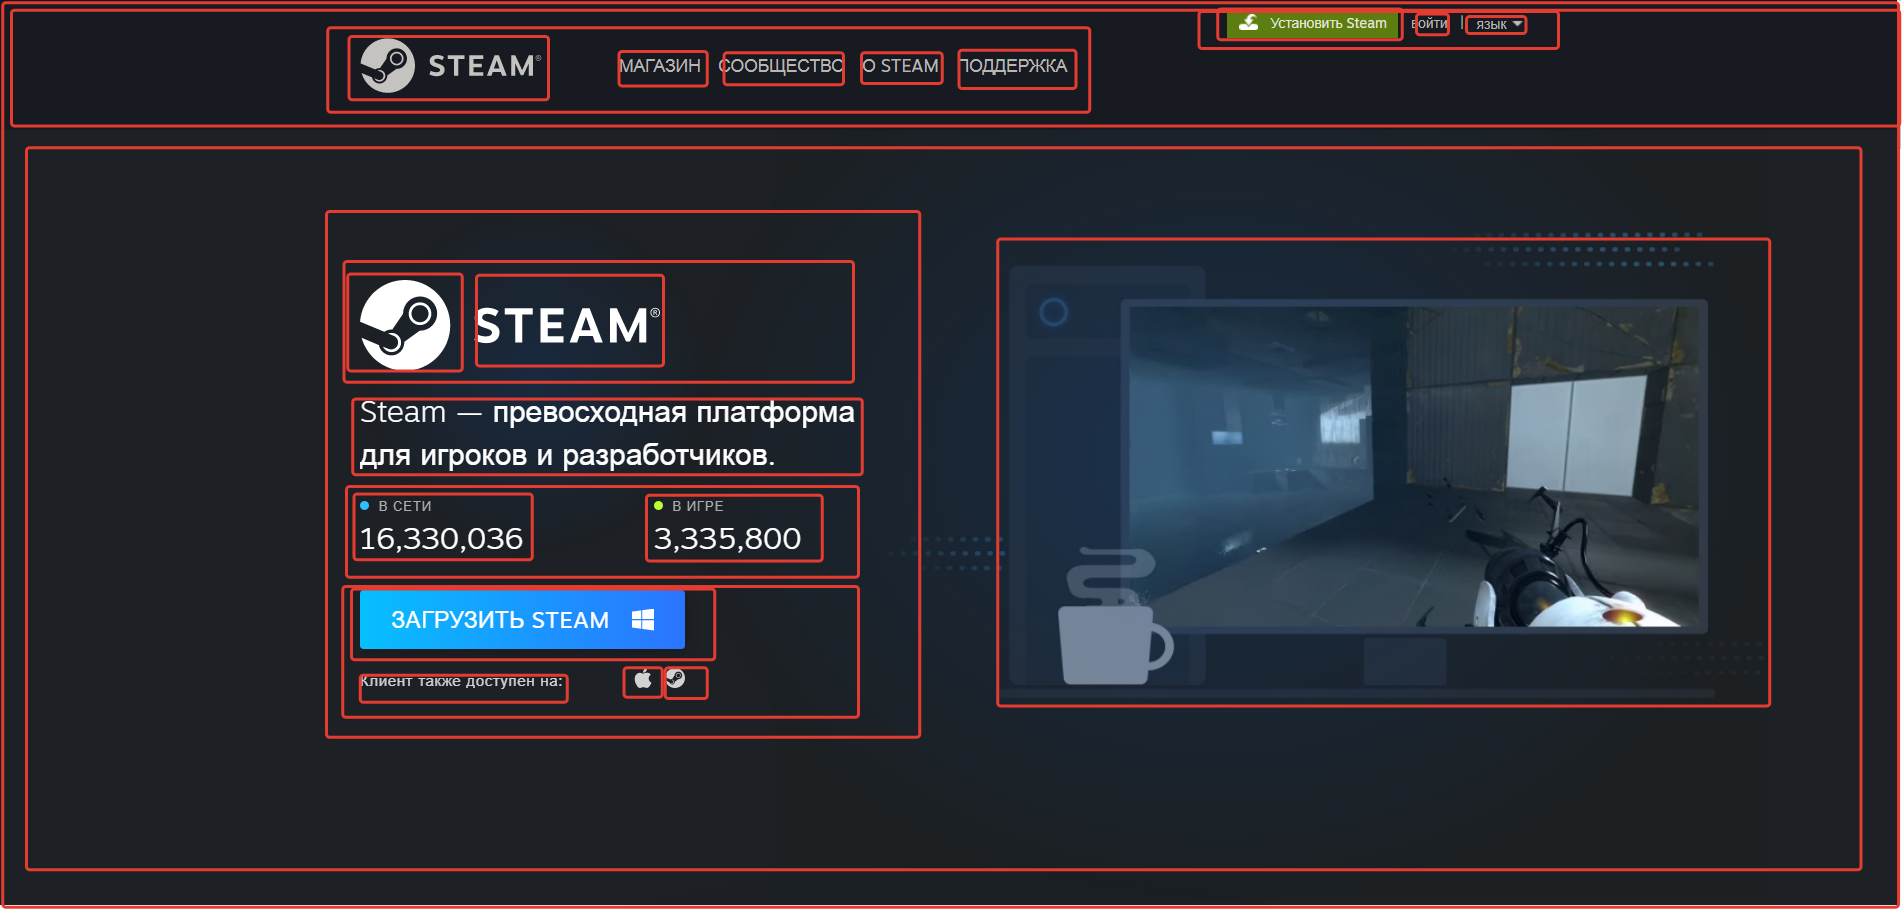 Установить Steam
войти
|
язык
STEAM®
МАГАЗИН
СООБЩЕСТВО
О STEAM
ПОДДЕРЖКА
STEAM®
Steam — превосходная платформа
для игроков и разработчиков.
В СЕТИ
16,330,036
В ИГРЕ
3,335,800
ЗАГРУЗИТЬ STEAM
Клиент также доступен на: